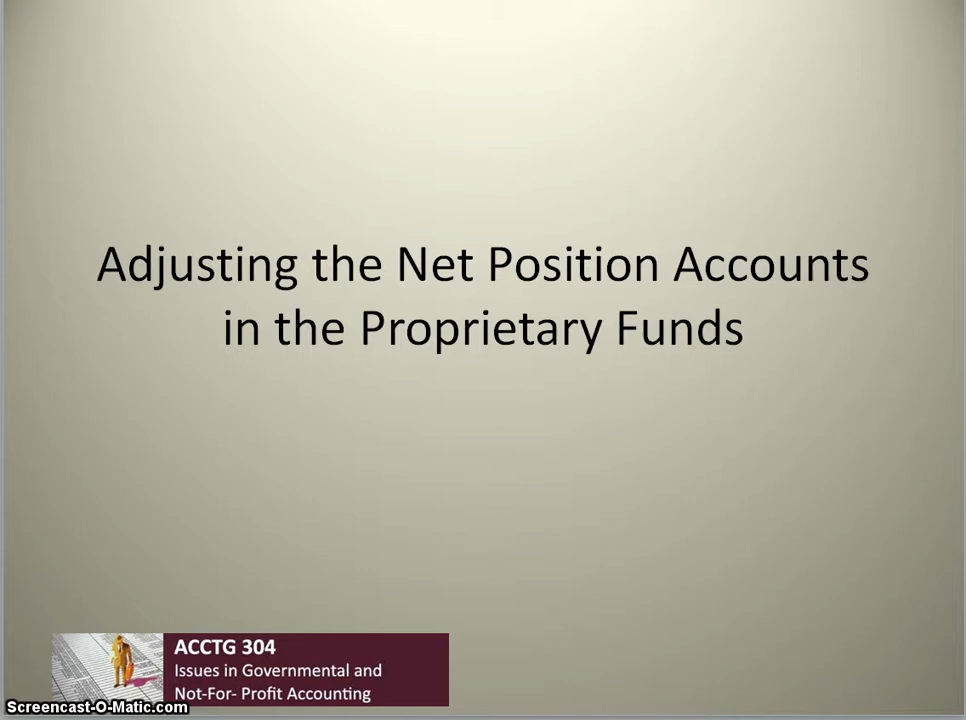 Adjusting the Net Position Accounts
in the Proprietary Funds
ACCTG 304
Issues in Governmental and
Not-For- Profit Accounting
Screencast-O-Matic.com